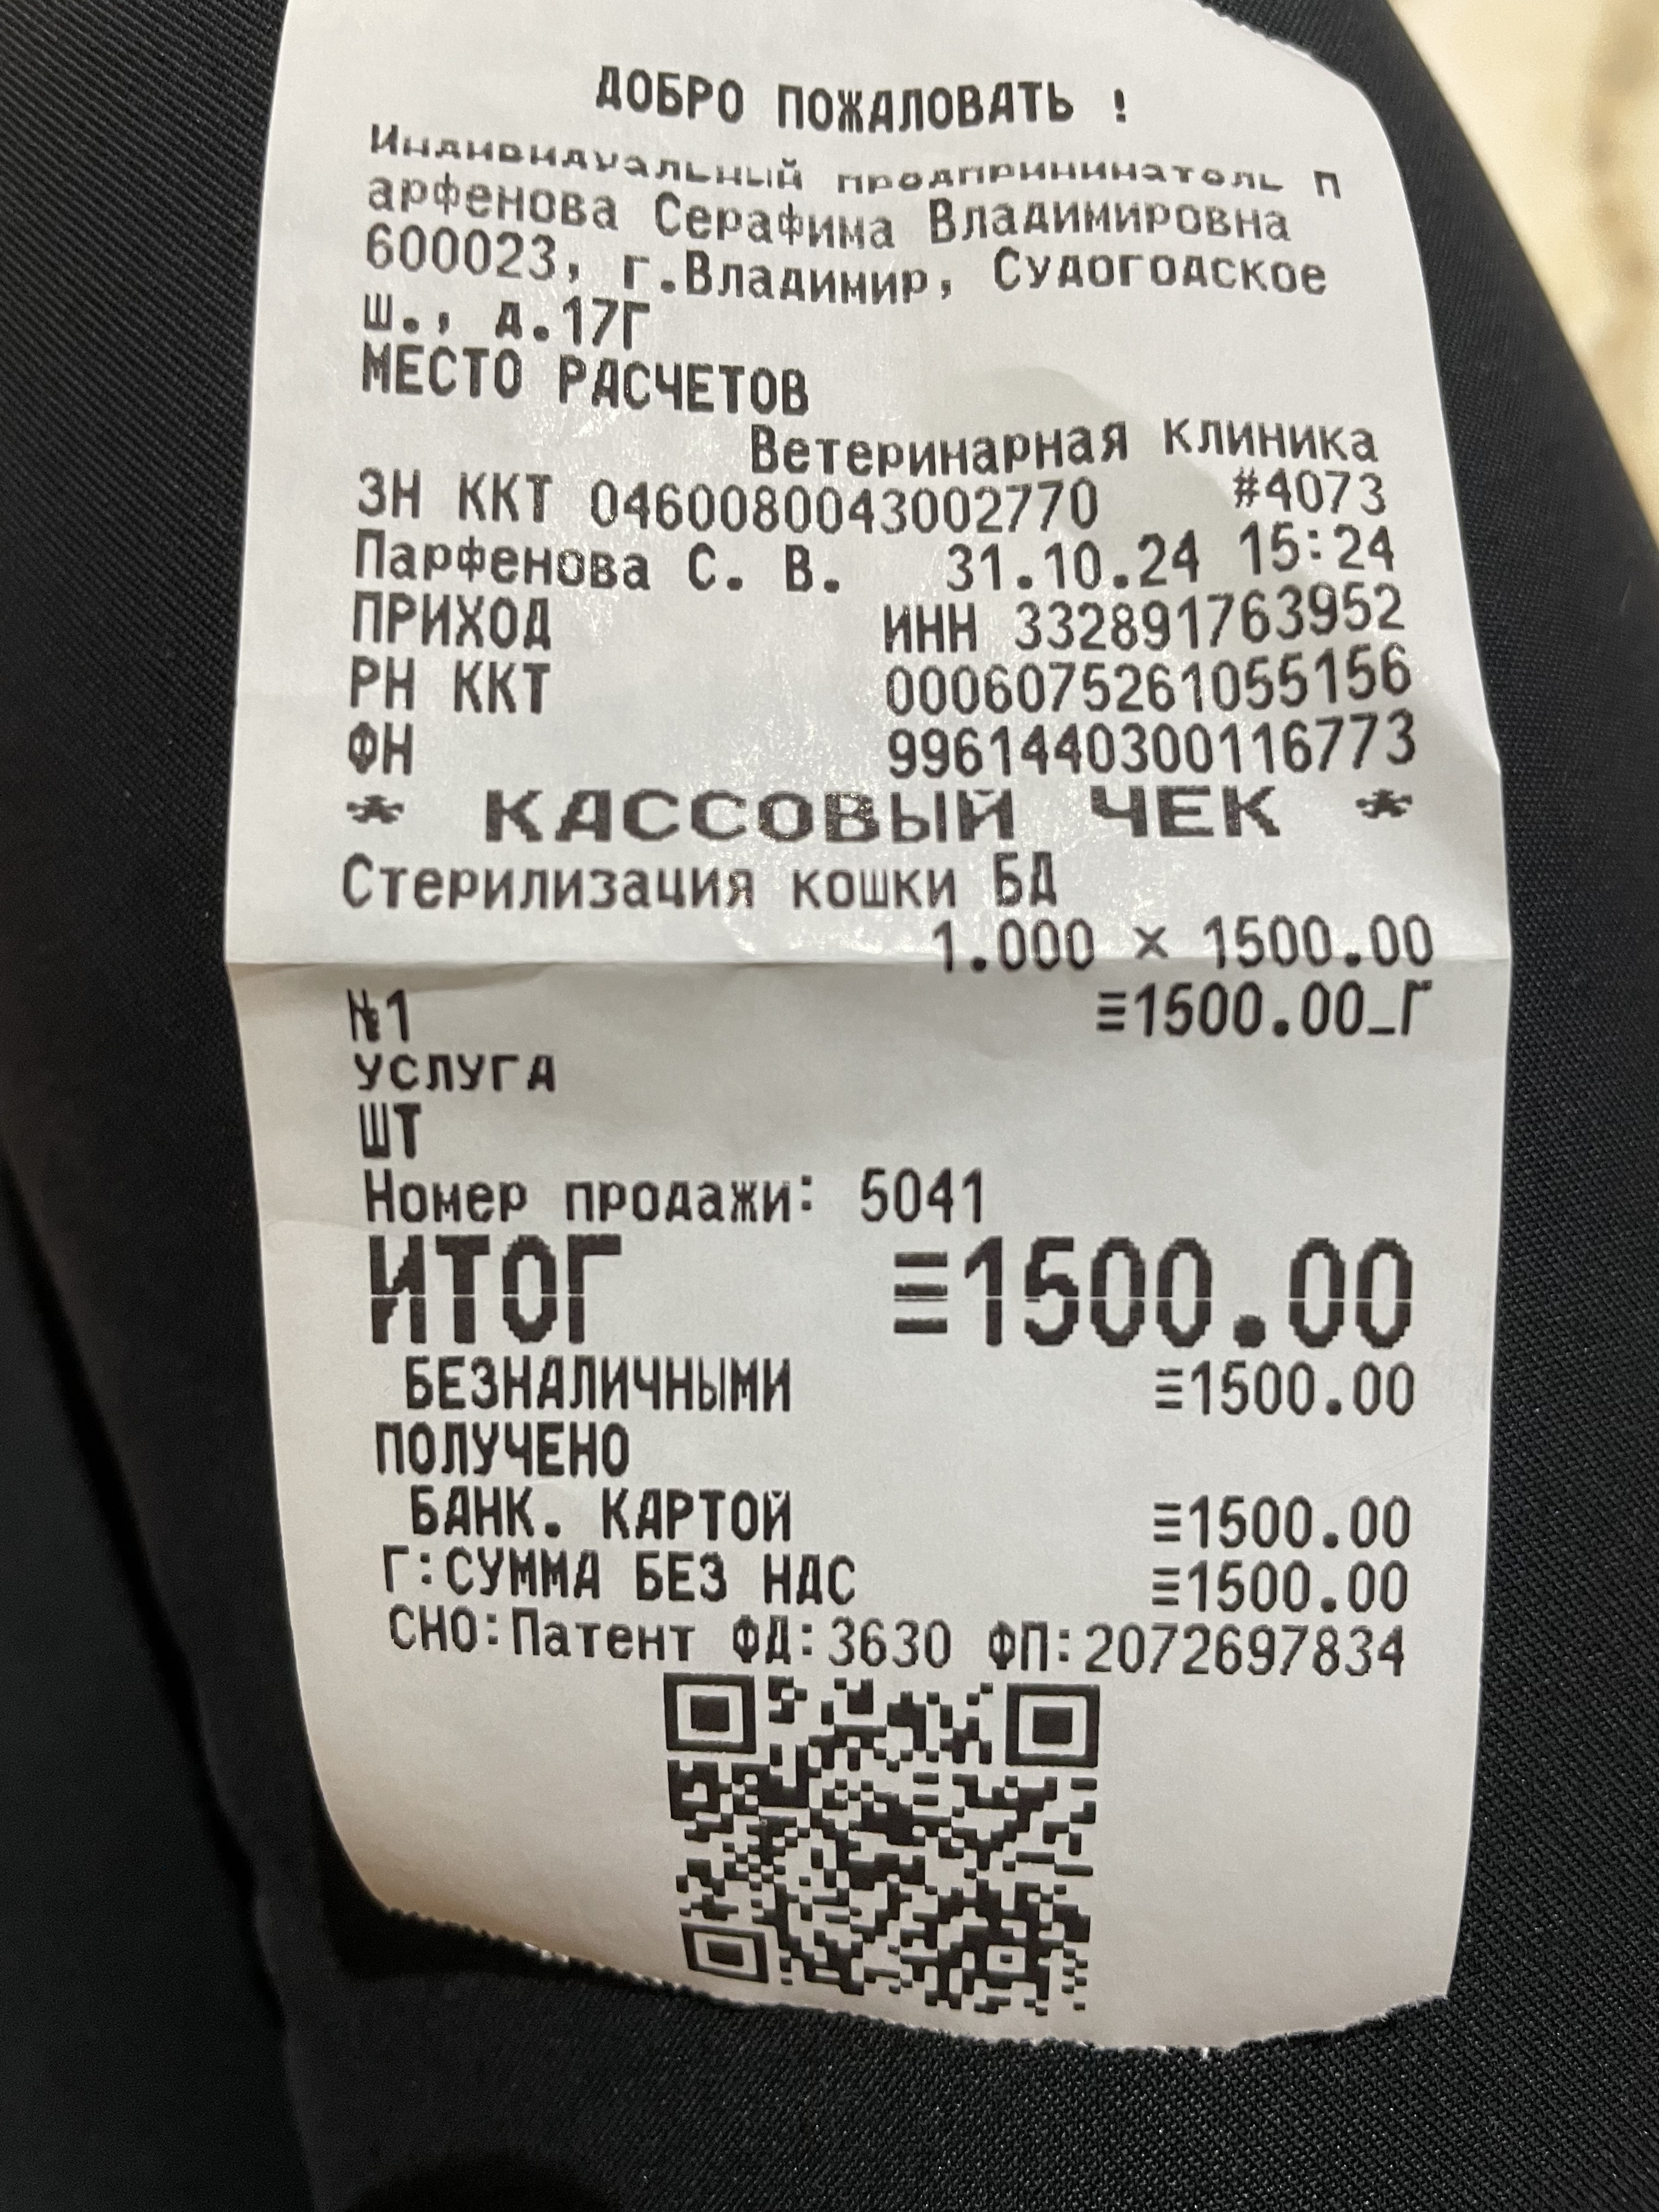 ДОБРО ПОЖАЛОВАТЬ !
Индивидуальный предприниматель П
арфенова Серафима Владимировна
600023, г.Владимир, Судогодское
ш., д.17Г
МЕСТО РАСЧЕТОВ
Ветеринарная клиника
ЗН ККТ 0460080043002770 #4073
Парфенова С. В. 31.10.24 15:24
ПРИХОД ИНН 332891763952
РН ККТ 0006075261055156
ФН 9961440300116773
* КАССОВЫЙ ЧЕК *
Стерилизация кошки БД
1.000 × 1500.00
№1 ≡1500.00_Г
УСЛУГА
ШТ
Номер продажи: 5041
ИТОГ ≡1500.00
БЕЗНАЛИЧНЫМИ ≡1500.00
ПОЛУЧЕНО
БАНК. КАРТОЙ ≡1500.00
Г:СУММА БЕЗ НДС ≡1500.00
СНО:Патент ФД:3630 ФП:2072697834